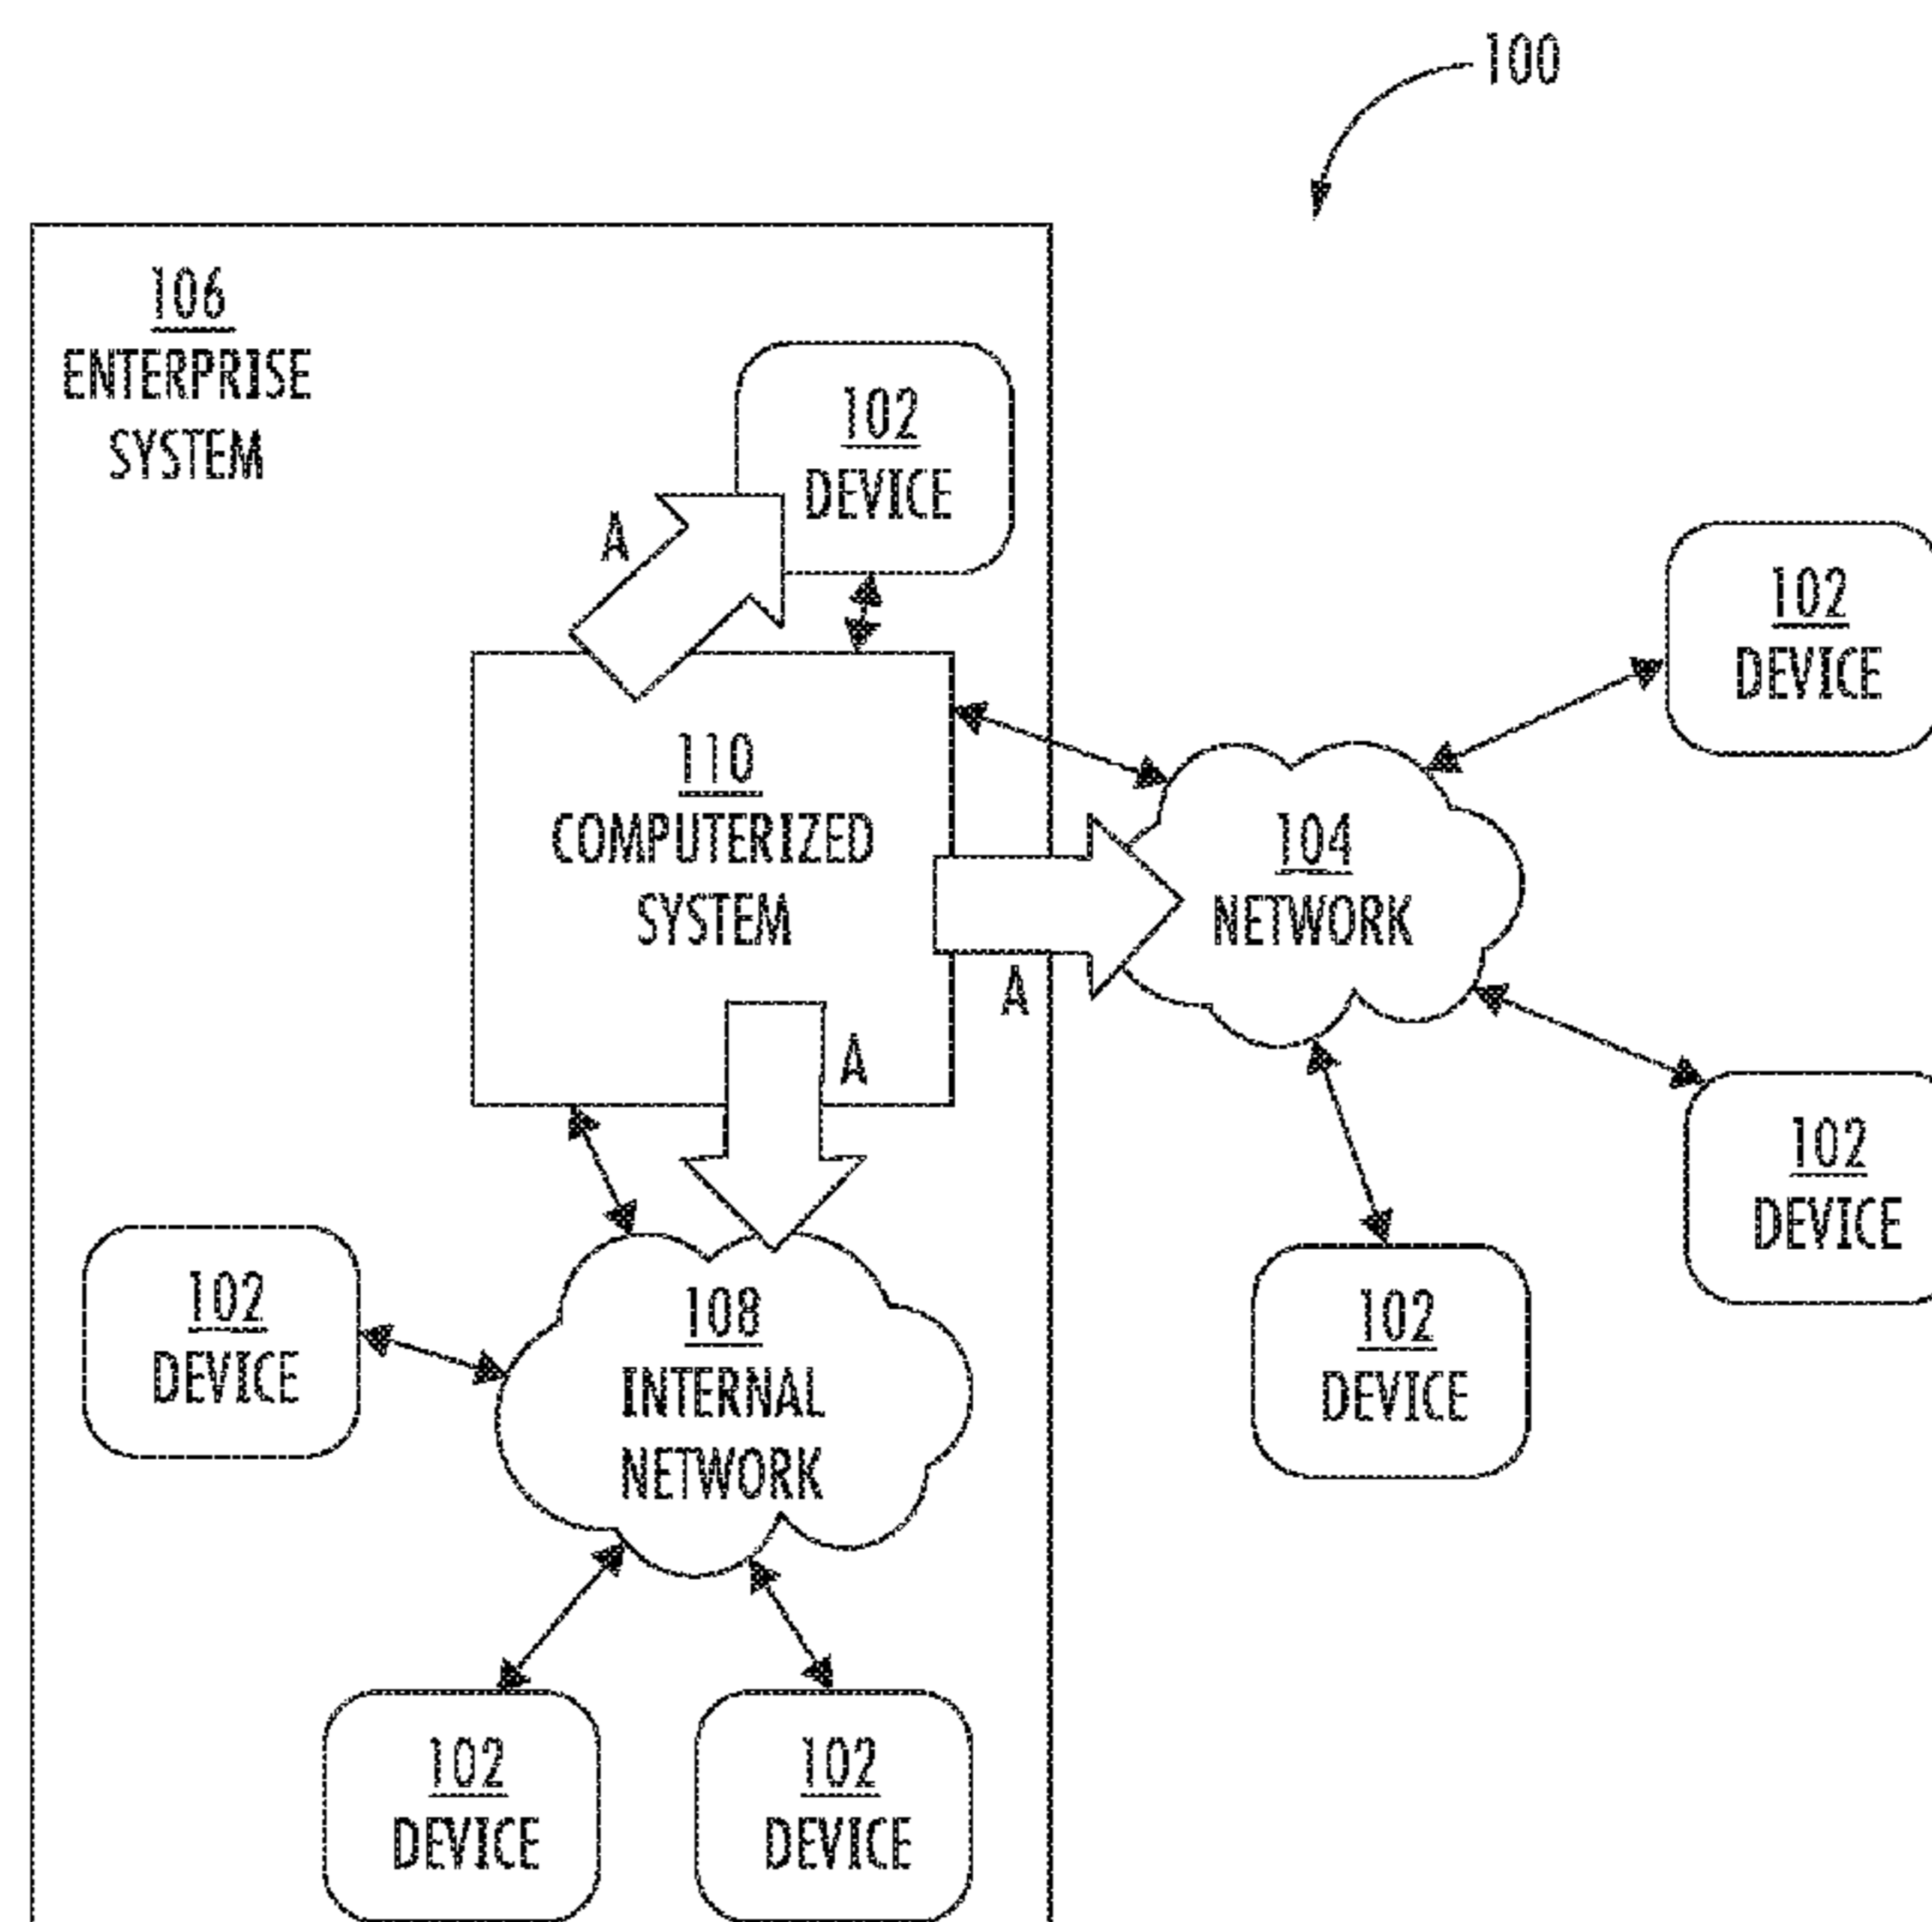 100
106
ENTERPRISE
SYSTEM
102
DEVICE
A
102
DEVICE
110
COMPUTERIZED
SYSTEM
104
NETWORK
A
A
102
DEVICE
102
DEVICE
102
DEVICE
108
INTERNAL
NETWORK
102
DEVICE
102
DEVICE